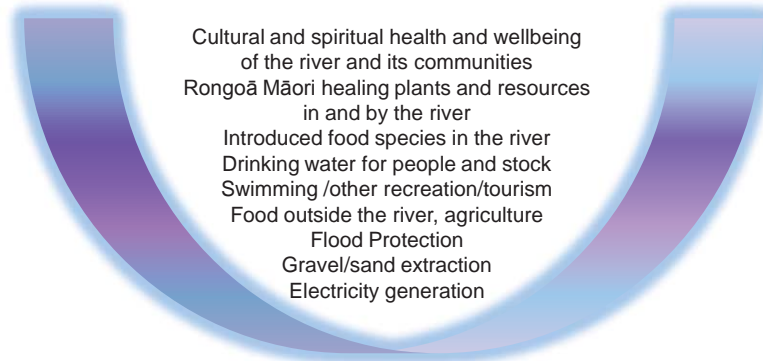 Cultural and spiritual health and wellbeing
of the river and its communities
Rongoā Māori healing plants and resources
in and by the river
Introduced food species in the river
Drinking water for people and stock
Swimming /other recreation/tourism
Food outside the river, agriculture
Flood Protection
Gravel/sand extraction
Electricity generation